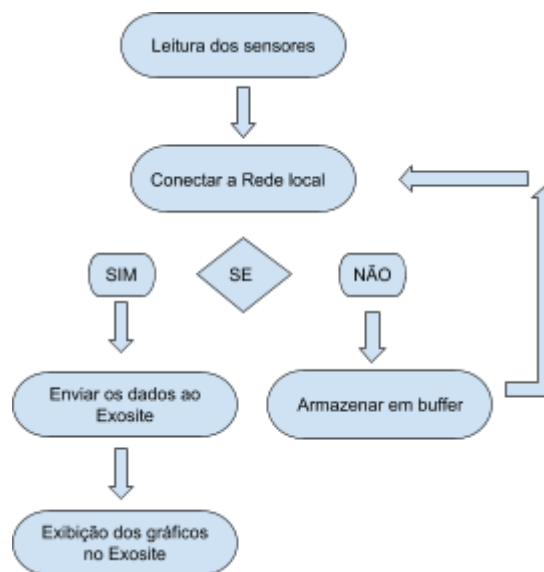 Leitura dos sensores
Conectar a Rede local
SIM
SE
NÃO
Enviar os dados ao
Exosite
Armazenar em buffer
Exibição dos gráficos
no Exosite